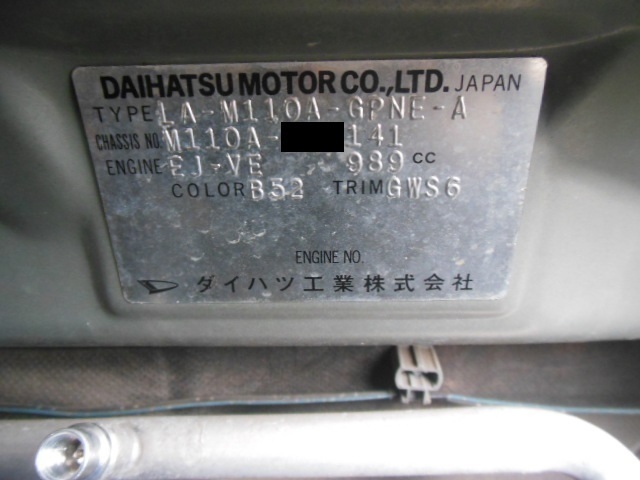 DAIHATSU MOTOR CO., LTD. JAPAN
TYPE LA-M110A-GPNE-A
CHASSIS NO. M110A- 141
ENGINE EJ-VE 989 CC
COLOR B52 TRIM GWS6
ENGINE NO.
ダイハツ工業株式会社